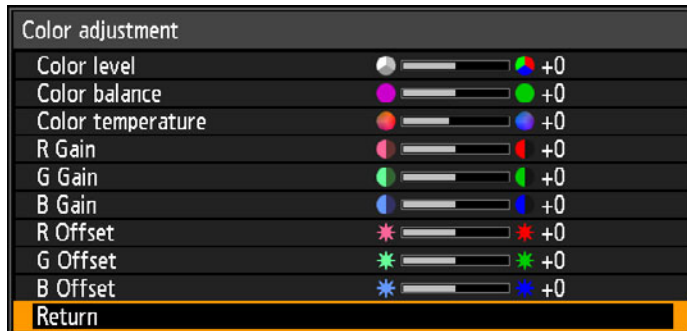 Color adjustment
Color level +0
Color balance +0
Color temperature +0
R Gain +0
G Gain +0
B Gain +0
R Offset +0
G Offset +0
B Offset +0
Return